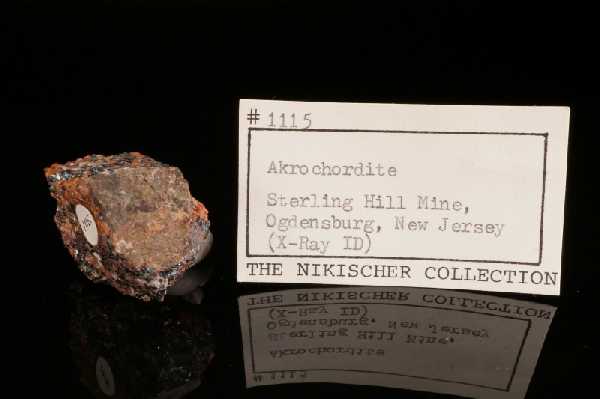 # 1115
Akrochordite
Sterling Hill Mine,
Ogdensburg, New Jersey
(X-Ray ID)
THE NIKISCHER COLLECTION